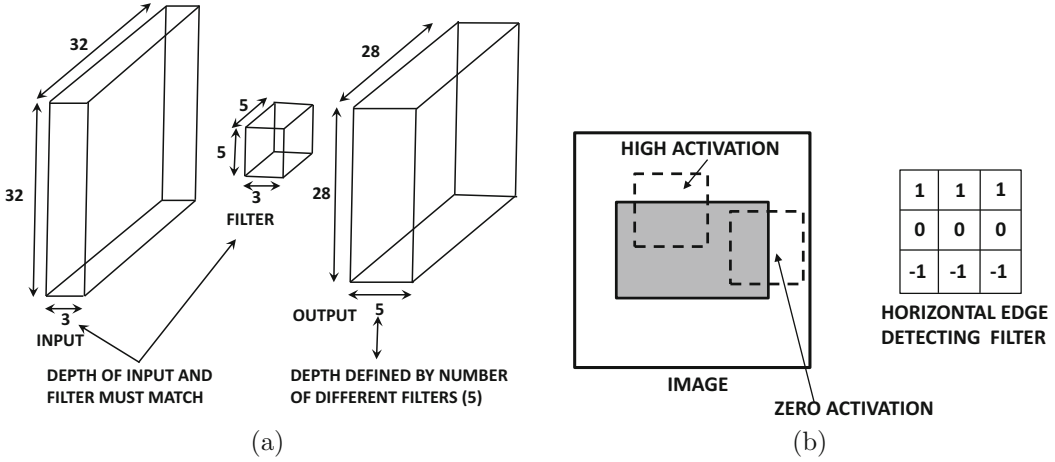 32
32
3
INPUT
5
5
3
FILTER
28
28
OUTPUT 5
DEPTH OF INPUT AND
FILTER MUST MATCH
DEPTH DEFINED BY NUMBER
OF DIFFERENT FILTERS (5)
(a)
HIGH ACTIVATION
IMAGE
ZERO ACTIVATION
1 1 1
0 0 0
-1 -1 -1
HORIZONTAL EDGE
DETECTING FILTER
(b)